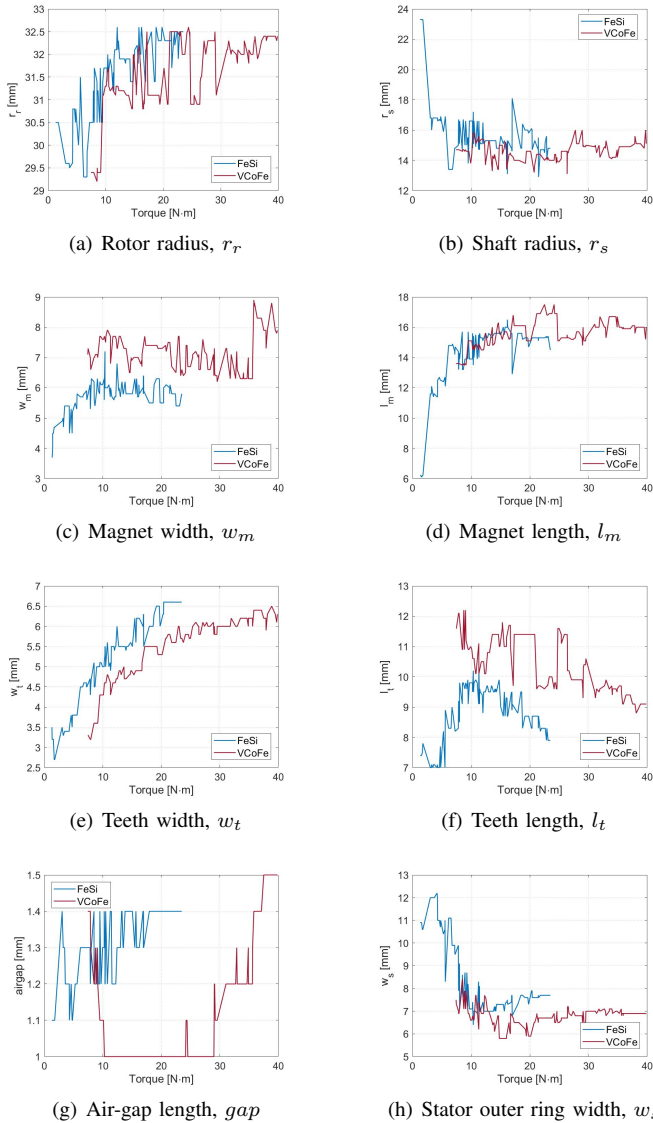 33
32.5
32
31.5
31
30.5
30
29.5
29
r_r [mm]
0 10 20 30 40
Torque [N·m]
FeSi
VCoFe
(a) Rotor radius, r_r
24
22
20
18
16
14
12
r_s [mm]
0 10 20 30 40
Torque [N·m]
FeSi
VCoFe
(b) Shaft radius, r_s
9
8
7
6
5
4
3
w_m [mm]
0 10 20 30 40
Torque [N·m]
FeSi
VCoFe
(c) Magnet width, w_m
18
16
14
12
10
8
6
l_m [mm]
0 10 20 30 40
Torque [N·m]
FeSi
VCoFe
(d) Magnet length, l_m
7
6.5
6
5.5
5
4.5
4
3.5
3
2.5
w_t [mm]
0 10 20 30 40
Torque [N·m]
FeSi
VCoFe
(e) Teeth width, w_t
13
12
11
10
9
8
7
l_t [mm]
0 10 20 30 40
Torque [N·m]
FeSi
VCoFe
(f) Teeth length, l_t
1.5
1.4
1.3
1.2
1.1
1
airgap [mm]
0 10 20 30 40
Torque [N·m]
FeSi
VCoFe
(g) Air-gap length, gap
13
12
11
10
9
8
7
6
5
w_s [mm]
0 10 20 30 40
Torque [N·m]
FeSi
VCoFe
(h) Stator outer ring width, w